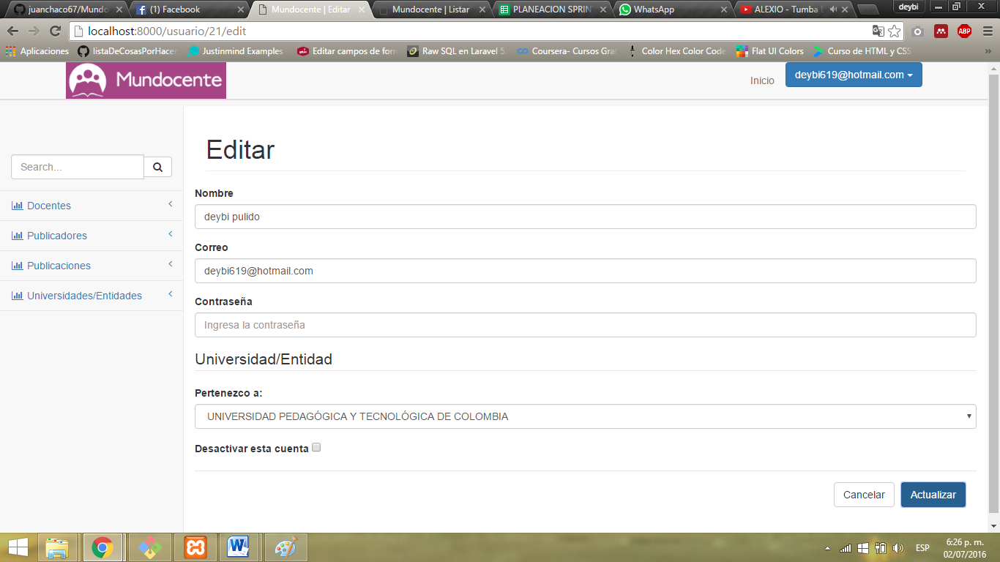 juanchaco67/Mundo
(1) Facebook
Mundocente | Editar
Mundocente | Listar
PLANEACION SPRIN
WhatsApp
ALEXIO - Tumba
deybi
localhost:8000/usuario/21/edit
ABP
Aplicaciones
listaDeCosasPorHacer
Justinmind Examples
Editar campos de form
Raw SQL en Laravel 5.
Coursera- Cursos Gra
Color Hex Color Code
Flat UI Colors
Curso de HTML y CSS
»
Mundocente
Inicio
deybi619@hotmail.com
Editar
Search...
Docentes
Publicadores
Publicaciones
Universidades/Entidades
Nombre
deybi pulido
Correo
deybi619@hotmail.com
Contraseña
Ingresa la contraseña
Universidad/Entidad
Pertenezco a:
UNIVERSIDAD PEDAGÓGICA Y TECNOLÓGICA DE COLOMBIA
Desactivar esta cuenta
Cancelar
Actualizar
ESP
6:26 p. m.
02/07/2016